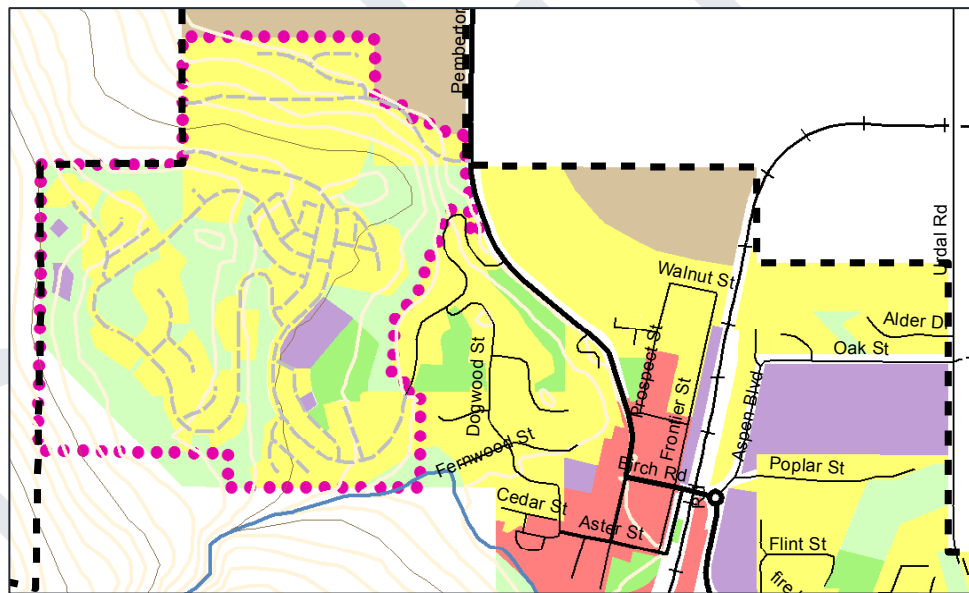 Pemberton
Urdal Rd
Walnut St
Alder D
Oak St
Prospect St
Dogwood St
Frontier St
Aspen Blvd
Fernwood St
Birch Rd
Poplar St
Cedar St
Aster St
Flint St
fire